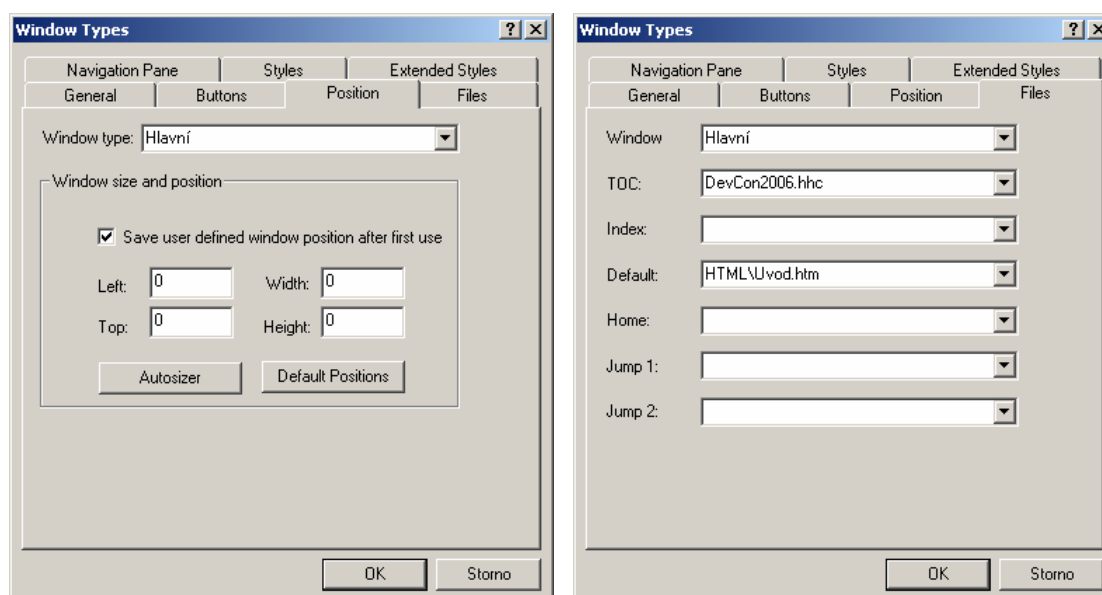 Window Types
Navigation Pane Styles Extended Styles
General Buttons Position Files
Window type: Hlavní
Window size and position
Save user defined window position after first use
Left: 0 Width: 0
Top: 0 Height: 0
Autosizer Default Positions
OK Storno
Window Types
Navigation Pane Styles Extended Styles
General Buttons Position Files
Window Hlavní
TOC: DevCon2006.hhc
Index:
Default: HTML\Uvod.htm
Home:
Jump 1:
Jump 2:
OK Storno